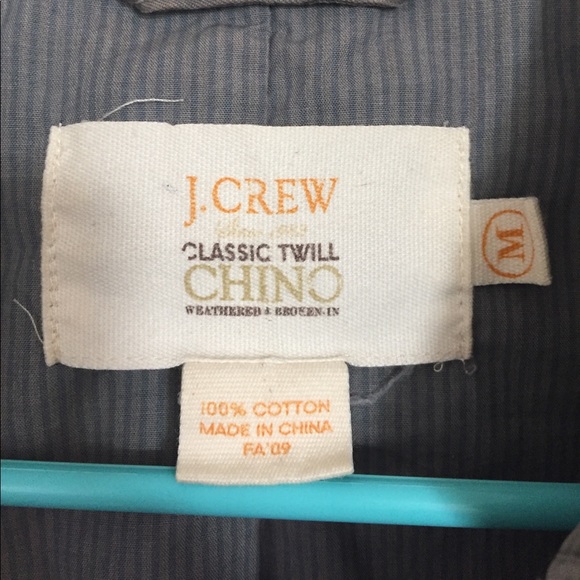 J.CREW
Since 1983
CLASSIC TWILL
CHINO
WEATHERED & BROKEN-IN
M
100% COTTON
MADE IN CHINA
FA'09